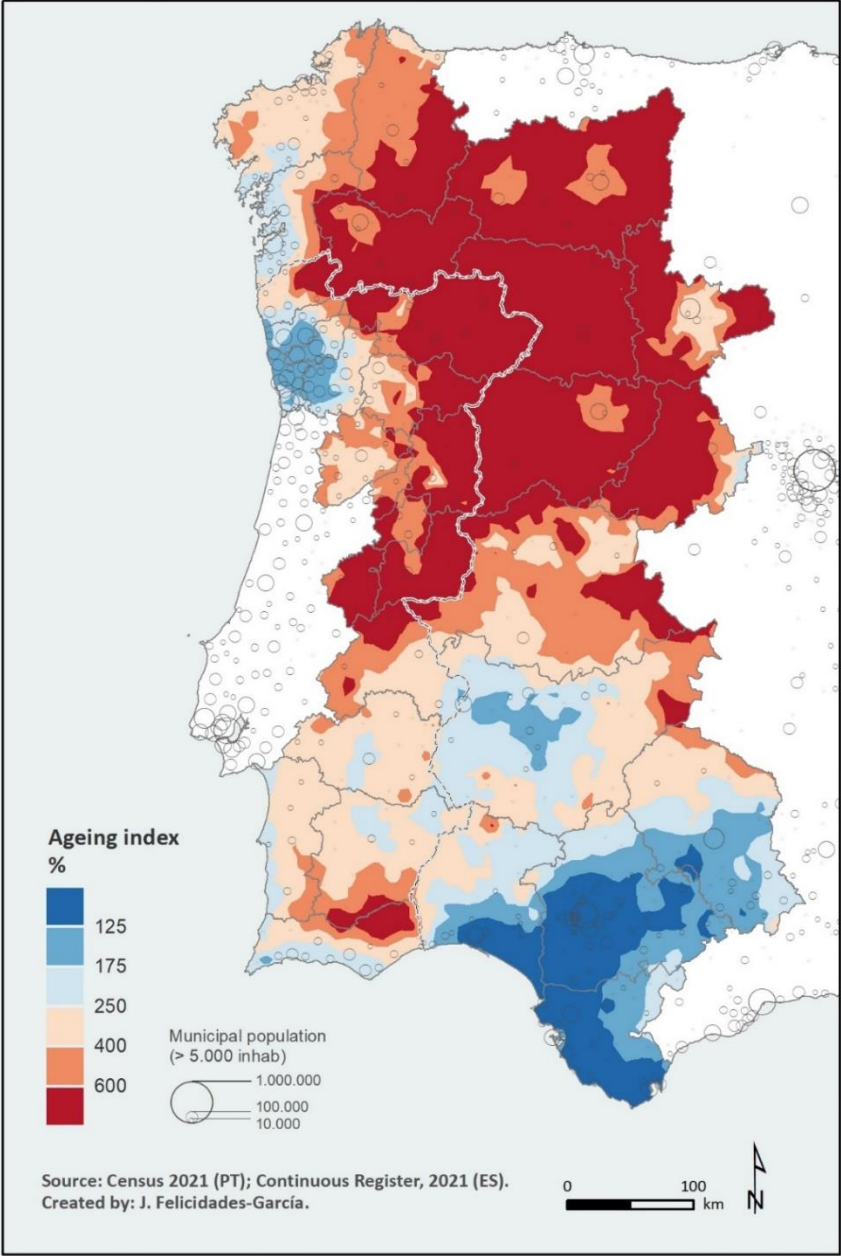 Ageing index
%
125
175
250
400
600
Municipal population
(> 5.000 inhab)
1.000.000
100.000
10.000
Source: Census 2021 (PT); Continuous Register, 2021 (ES).
Created by: J. Felicidades-García.
0 100
km
N